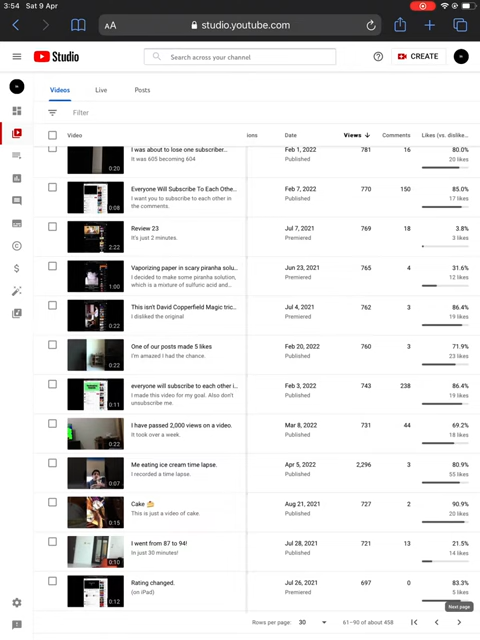 3:54 Sat 9 Apr
AA studio.youtube.com
Studio Search across your channel CREATE
Videos Live Posts
Filter
Video ions Date Views Comments Likes (vs. dislike...
I was about to lose one subscriber... Feb 1, 2022 781 16 80.0%
It was 605 becoming 604 Published 20 likes
0:20
Everyone Will Subscribe To Each Othe... Feb 7, 2022 770 150 85.0%
I want you to subscribe to each other in Published 17 likes
the comments.
0:08
Review 23 Jul 7, 2021 769 18 3.8%
It's just 2 minutes. Premiered 3 likes
2:22
Vaporizing paper in scary piranha solu... Jun 23, 2021 765 4 31.6%
I decided to make some piranha solution, Premiered 12 likes
which is a mixture of sulfuric acid and...
1:00
This isn't David Copperfield Magic tric... Jul 4, 2021 762 3 86.4%
I disliked the original Premiered 19 likes
0:22
One of our posts made 5 likes Feb 20, 2022 760 3 71.9%
I'm amazed I had the chance. Published 23 likes
0:22
everyone will subscribe to each other i... Feb 3, 2022 743 238 86.4%
I made this video for my goal. Also don't Published 19 likes
unsubscribe me.
0:11
I have passed 2,000 views on a video. Mar 8, 2022 731 44 69.2%
It took over a week. Published 18 likes
0:22
Me eating ice cream time lapse. Apr 5, 2022 2,296 3 80.9%
I recorded a time lapse. Published 55 likes
0:07
Cake 🍰 Aug 21, 2021 727 2 90.9%
This is just a video of cake. Published 20 likes
0:15
I went from 87 to 94! Jul 28, 2021 721 13 21.5%
In just 30 minutes! Published 14 likes
0:10
Rating changed. Jul 26, 2021 697 0 83.3%
(on iPad) Premiered 5 likes
0:12
Next page
Rows per page: 30 61–90 of about 458